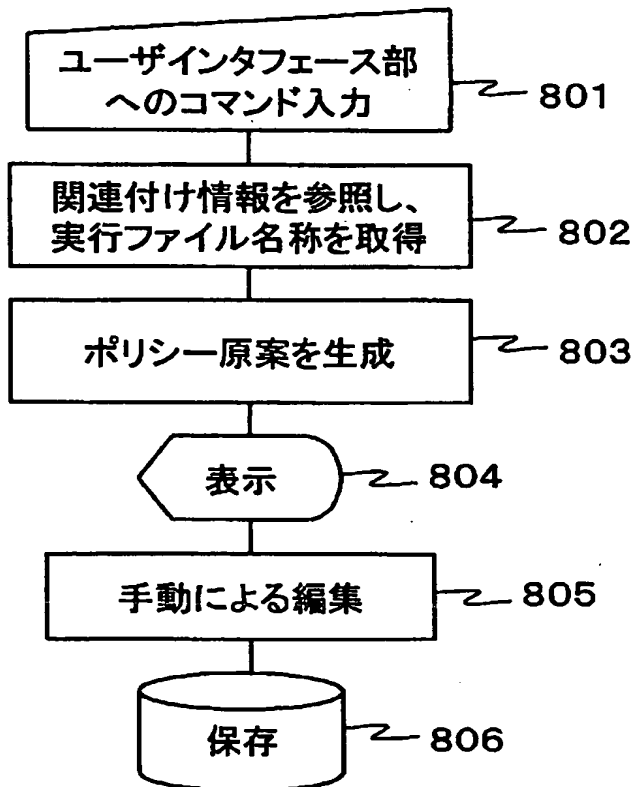 ユーザインタフェース部
へのコマンド入力
801
関連付け情報を参照し、
実行ファイル名称を取得
802
ポリシー原案を生成
803
表示
804
手動による編集
805
保存
806